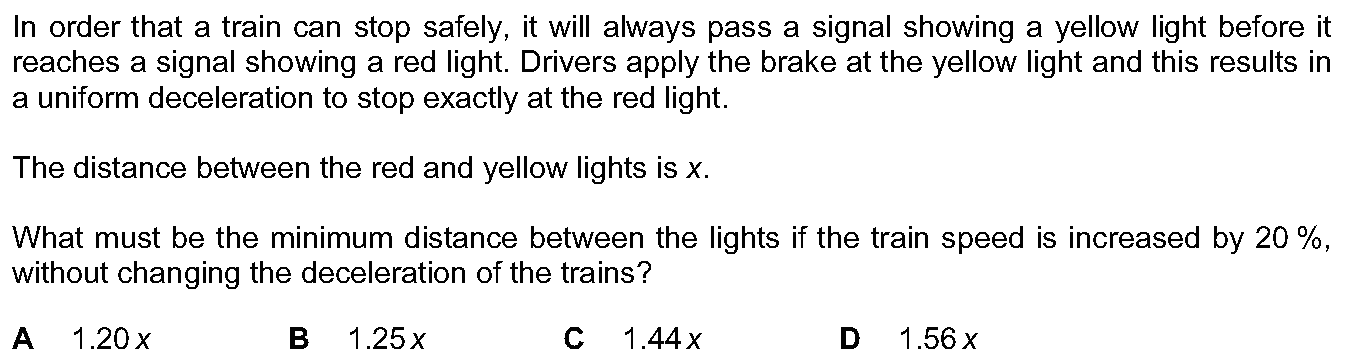 In order that a train can stop safely, it will always pass a signal showing a yellow light before it
reaches a signal showing a red light. Drivers apply the brake at the yellow light and this results in
a uniform deceleration to stop exactly at the red light.
The distance between the red and yellow lights is x.
What must be the minimum distance between the lights if the train speed is increased by 20 %,
without changing the deceleration of the trains?
A 1.20 x B 1.25 x C 1.44 x D 1.56 x